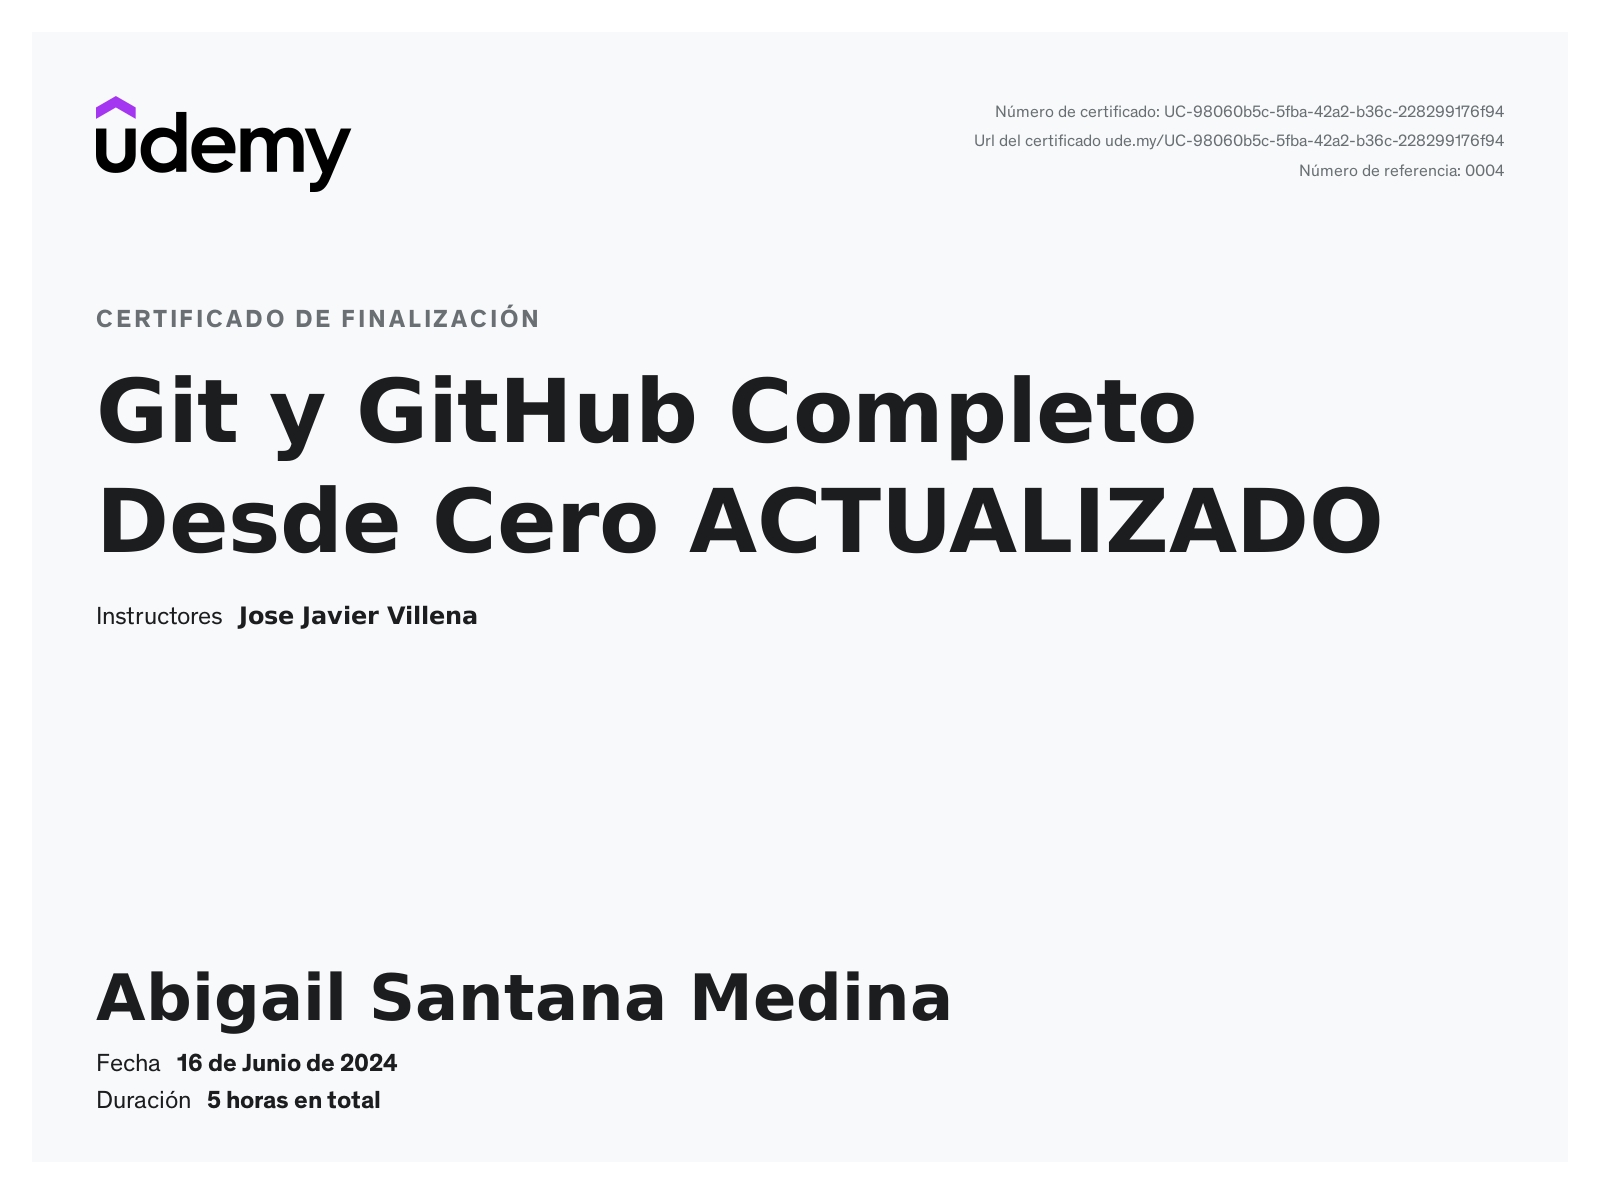 udemy
Número de certificado: UC-98060b5c-5fba-42a2-b36c-228299176f94
Url del certificado ude.my/UC-98060b5c-5fba-42a2-b36c-228299176f94
Número de referencia: 0004
CERTIFICADO DE FINALIZACIÓN
Git y GitHub Completo
Desde Cero ACTUALIZADO
Instructores Jose Javier Villena
Abigail Santana Medina
Fecha 16 de Junio de 2024
Duración 5 horas en total